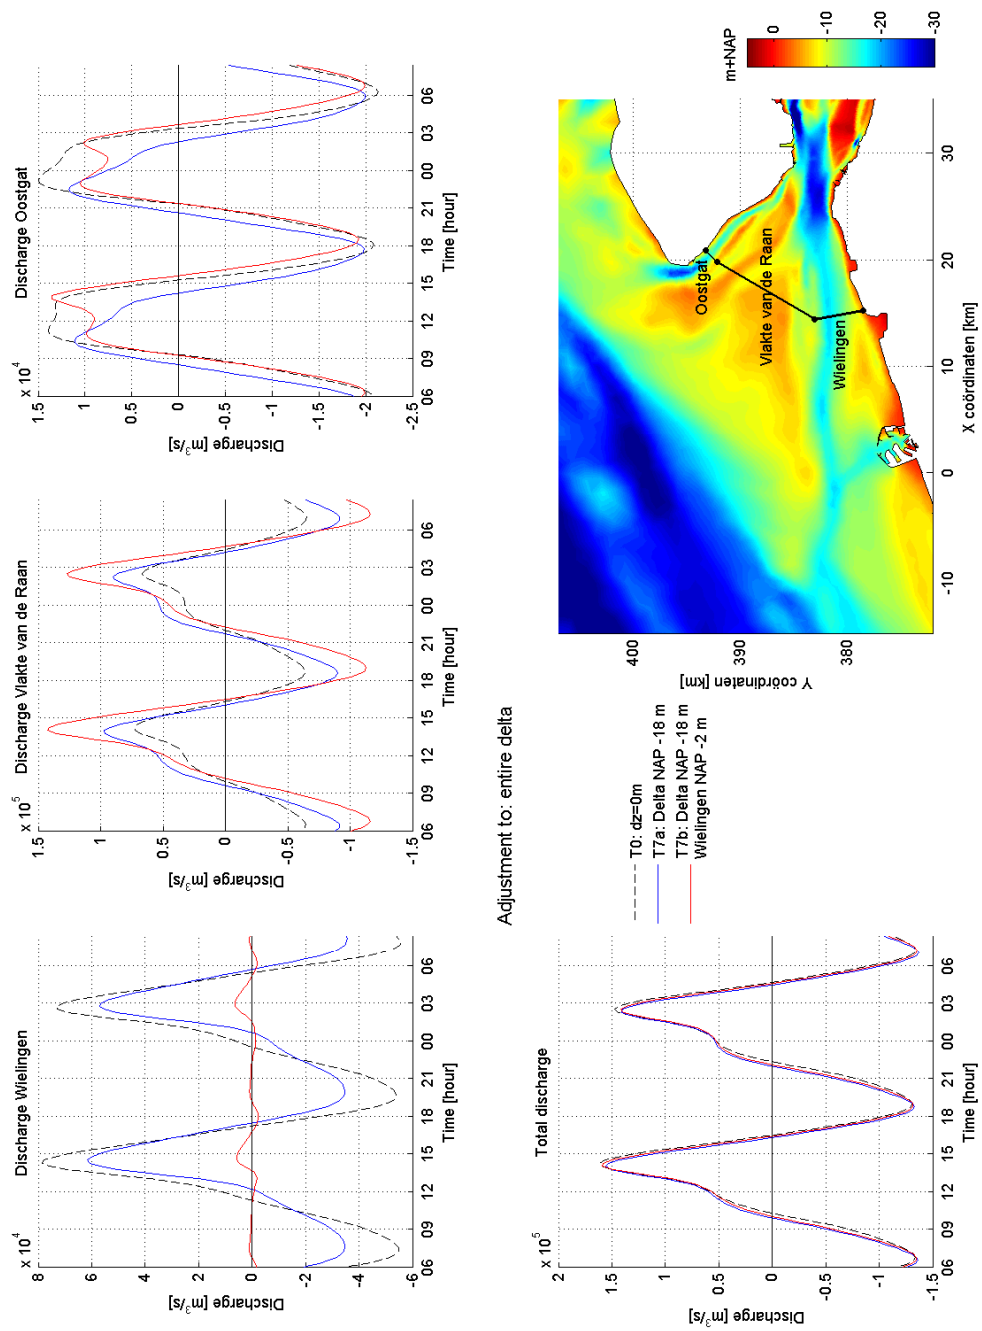 Discharge Wielingen
x 10^4
Discharge [m³/s]
8
6
4
2
0
-2
-4
-6
06 09 12 15 18 21 00 03 06
Time [hour]
Discharge Vlakte van de Raan
x 10^5
Discharge [m³/s]
1.5
1
0.5
0
-0.5
-1
-1.5
06 09 12 15 18 21 00 03 06
Time [hour]
Discharge Oostgat
x 10^4
Discharge [m³/s]
1.5
1
0.5
0
-0.5
-1
-1.5
-2
-2.5
06 09 12 15 18 21 00 03 06
Time [hour]
Total discharge
x 10^5
Discharge [m³/s]
2
1.5
1
0.5
0
-0.5
-1
-1.5
06 09 12 15 18 21 00 03 06
Time [hour]
Adjustment to: entire delta
T0: dz=0m
T7a: Delta NAP -18 m
T7b: Delta NAP -18 m
Wielingen NAP -2 m
Y coördinaten [km]
400
390
380
Oostgat
Vlakte van de Raan
Wielingen
-10 0 10 20 30
X coördinaten [km]
m+NAP
0
-10
-20
-30